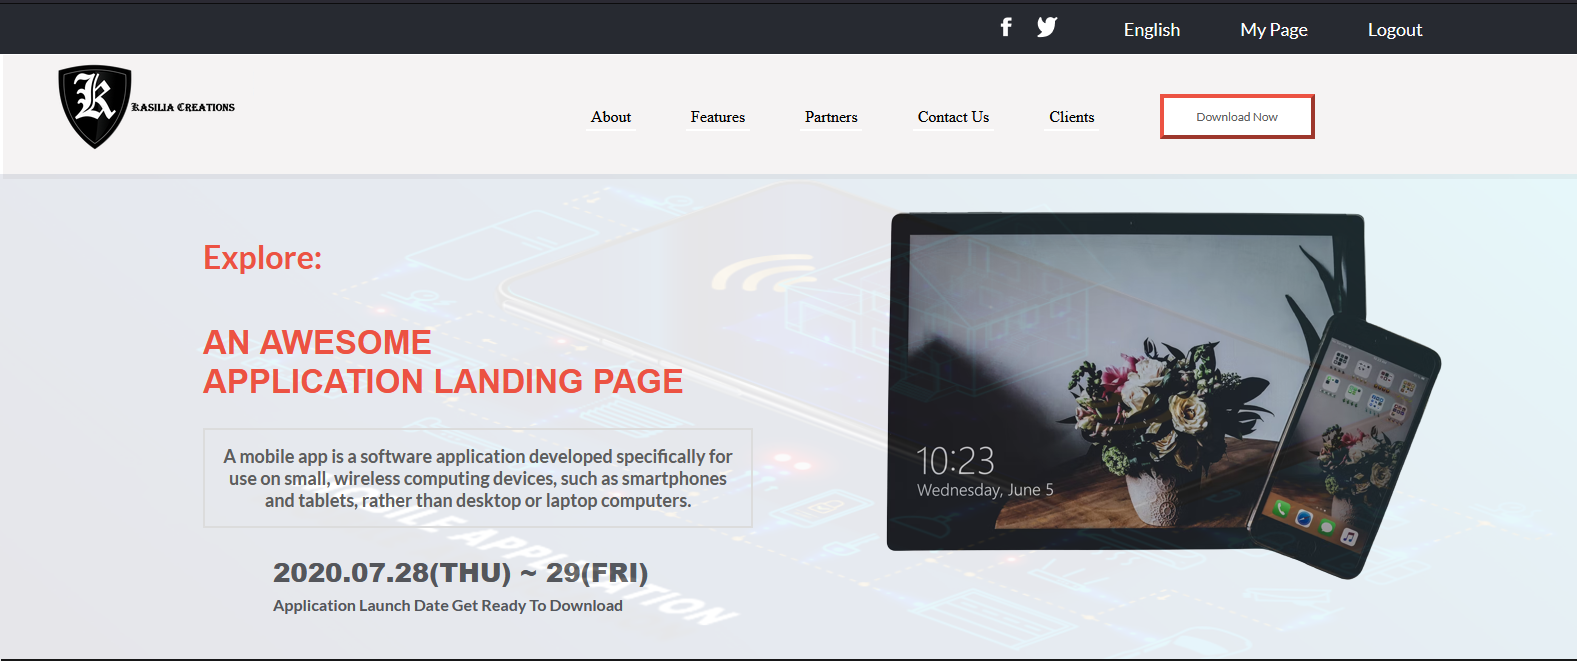 English
My Page
Logout
K
KASILIA CREATIONS
About
Features
Partners
Contact Us
Clients
Download Now
Explore:
AN AWESOME
APPLICATION LANDING PAGE
A mobile app is a software application developed specifically for
use on small, wireless computing devices, such as smartphones
and tablets, rather than desktop or laptop computers.
2020.07.28(THU) ~ 29(FRI)
Application Launch Date Get Ready To Download
APPLICATION
10:23
Wednesday, June 5